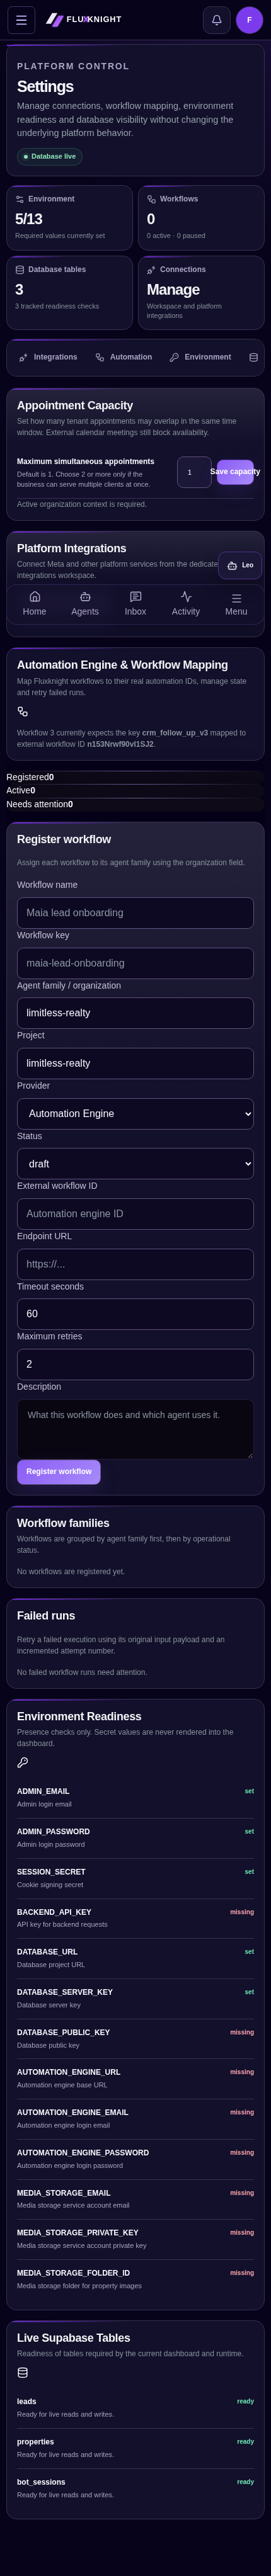 FLUXKNIGHT
F
PLATFORM CONTROL
Settings
Manage connections, workflow mapping, environment
readiness and database visibility without changing the
underlying platform behavior.
Database live
Environment
5/13
Required values currently set
Workflows
0
0 active · 0 paused
Database tables
3
3 tracked readiness checks
Connections
Manage
Workspace and platform
integrations
Integrations
Automation
Environment
Appointment Capacity
Set how many tenant appointments may overlap in the same time
window. External calendar meetings still block availability.
Maximum simultaneous appointments
Default is 1. Choose 2 or more only if the
business can serve multiple clients at once.
1
Save capacity
Active organization context is required.
Platform Integrations
Connect Meta and other platform services from the dedicate
integrations workspace.
Leo
Home
Agents
Inbox
Activity
Menu
Automation Engine & Workflow Mapping
Map Fluxknight workflows to their real automation IDs, manage state
and retry failed runs.
Workflow 3 currently expects the key crm_follow_up_v3 mapped to
external workflow ID n153Nrwf90vl1SJ2.
Registered0
Active0
Needs attention0
Register workflow
Assign each workflow to its agent family using the organization field.
Workflow name
Maia lead onboarding
Workflow key
maia-lead-onboarding
Agent family / organization
limitless-realty
Project
limitless-realty
Provider
Automation Engine
Status
draft
External workflow ID
Automation engine ID
Endpoint URL
https://...
Timeout seconds
60
Maximum retries
2
Description
What this workflow does and which agent uses it.
Register workflow
Workflow families
Workflows are grouped by agent family first, then by operational
status.
No workflows are registered yet.
Failed runs
Retry a failed execution using its original input payload and an
incremented attempt number.
No failed workflow runs need attention.
Environment Readiness
Presence checks only. Secret values are never rendered into the
dashboard.
ADMIN_EMAIL
set
Admin login email
ADMIN_PASSWORD
set
Admin login password
SESSION_SECRET
set
Cookie signing secret
BACKEND_API_KEY
missing
API key for backend requests
DATABASE_URL
set
Database project URL
DATABASE_SERVER_KEY
set
Database server key
DATABASE_PUBLIC_KEY
missing
Database public key
AUTOMATION_ENGINE_URL
missing
Automation engine base URL
AUTOMATION_ENGINE_EMAIL
missing
Automation engine login email
AUTOMATION_ENGINE_PASSWORD
missing
Automation engine login password
MEDIA_STORAGE_EMAIL
missing
Media storage service account email
MEDIA_STORAGE_PRIVATE_KEY
missing
Media storage service account private key
MEDIA_STORAGE_FOLDER_ID
missing
Media storage folder for property images
Live Supabase Tables
Readiness of tables required by the current dashboard and runtime.
leads
ready
Ready for live reads and writes.
properties
ready
Ready for live reads and writes.
bot_sessions
ready
Ready for live reads and writes.